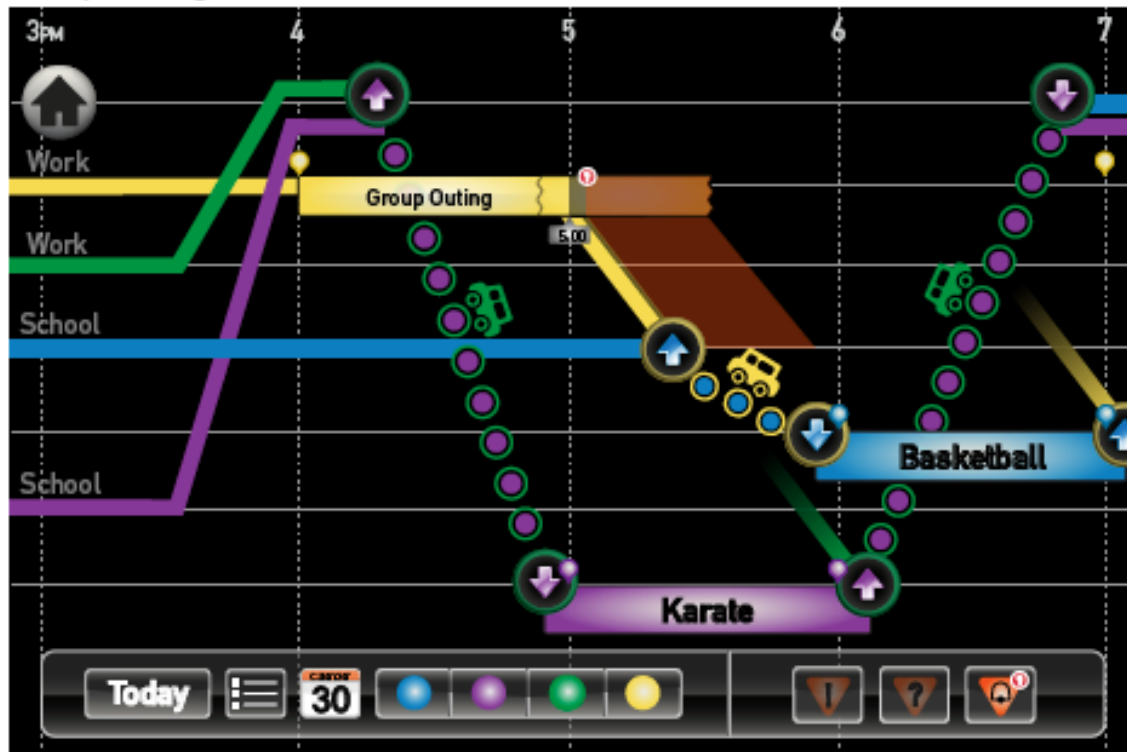 3PM 4 5 6 7
Work
Group Outing
Work
5:00
School
Basketball
School
Karate
Today
30
! ?